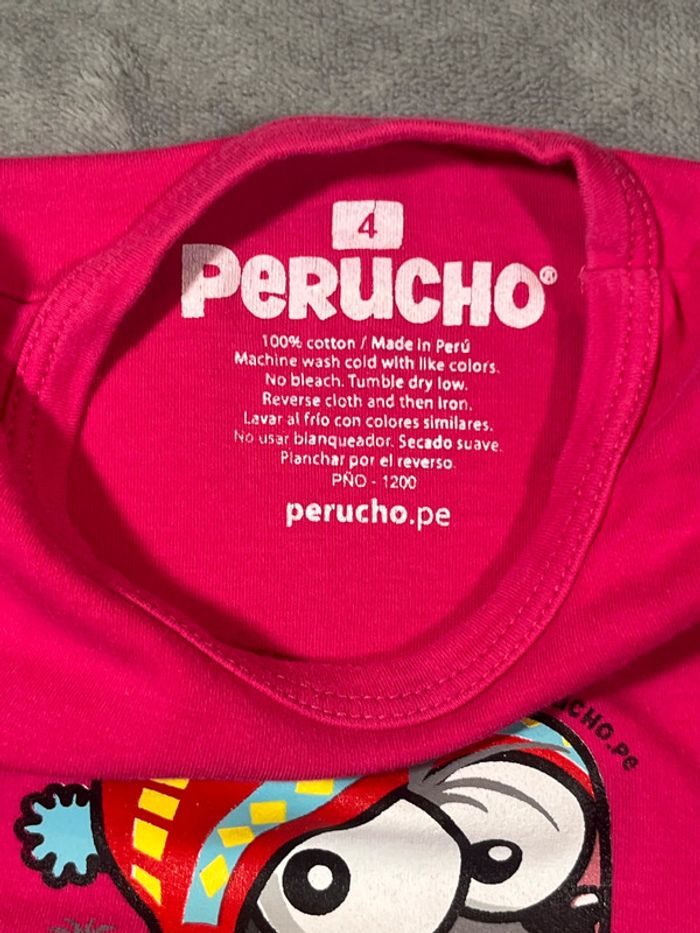 4
PERUCHO®
100% cotton / Made in Perú
Machine wash cold with like colors.
No bleach. Tumble dry low.
Reverse cloth and then Iron.
Lavar al frío con colores similares.
No usar blanqueador. Secado suave.
Planchar por el reverso
PÑO - 1200
perucho.pe
UCHO.Pe